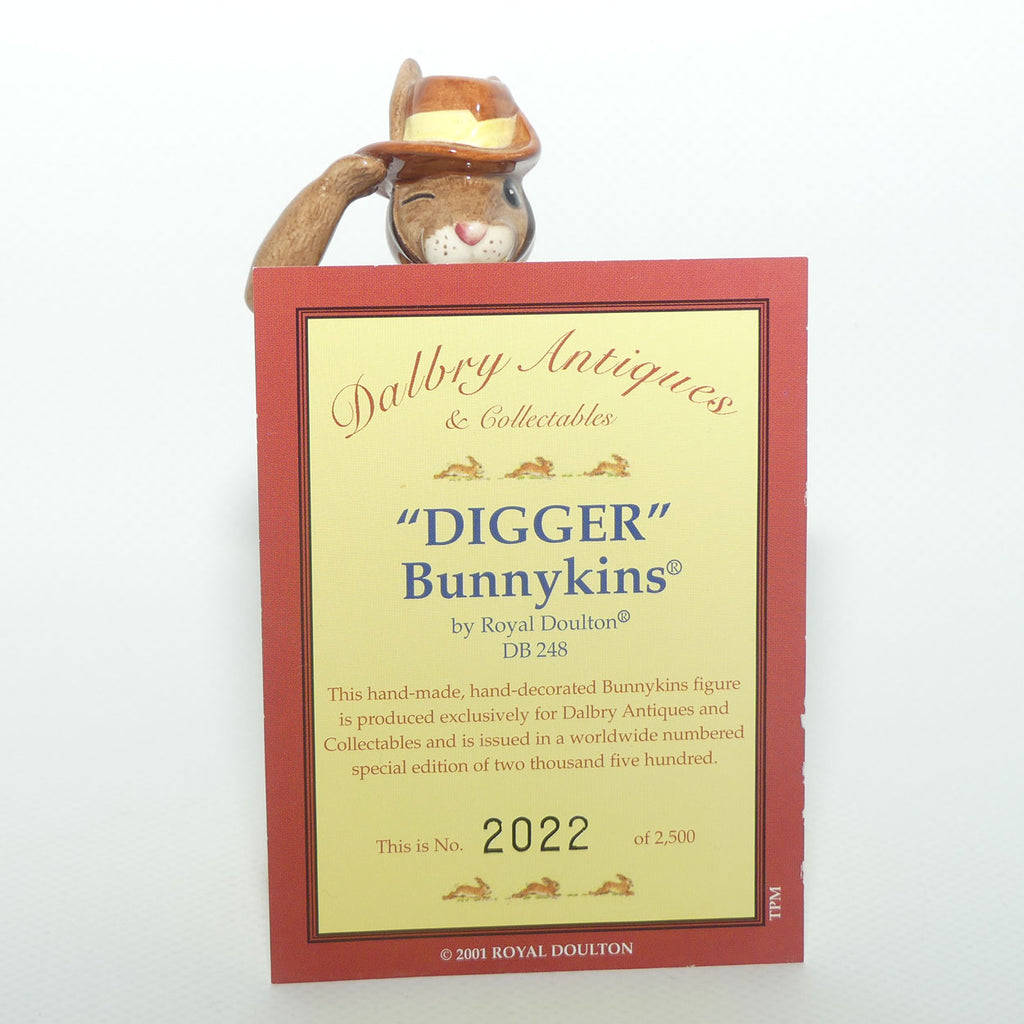 Dalbry Antiques
& Collectables
“DIGGER”
Bunnykins®
by Royal Doulton®
DB 248
This hand-made, hand-decorated Bunnykins figure
is produced exclusively for Dalbry Antiques and
Collectables and is issued in a worldwide numbered
special edition of two thousand five hundred.
This is No. 2022 of 2,500
TPM
© 2001 ROYAL DOULTON